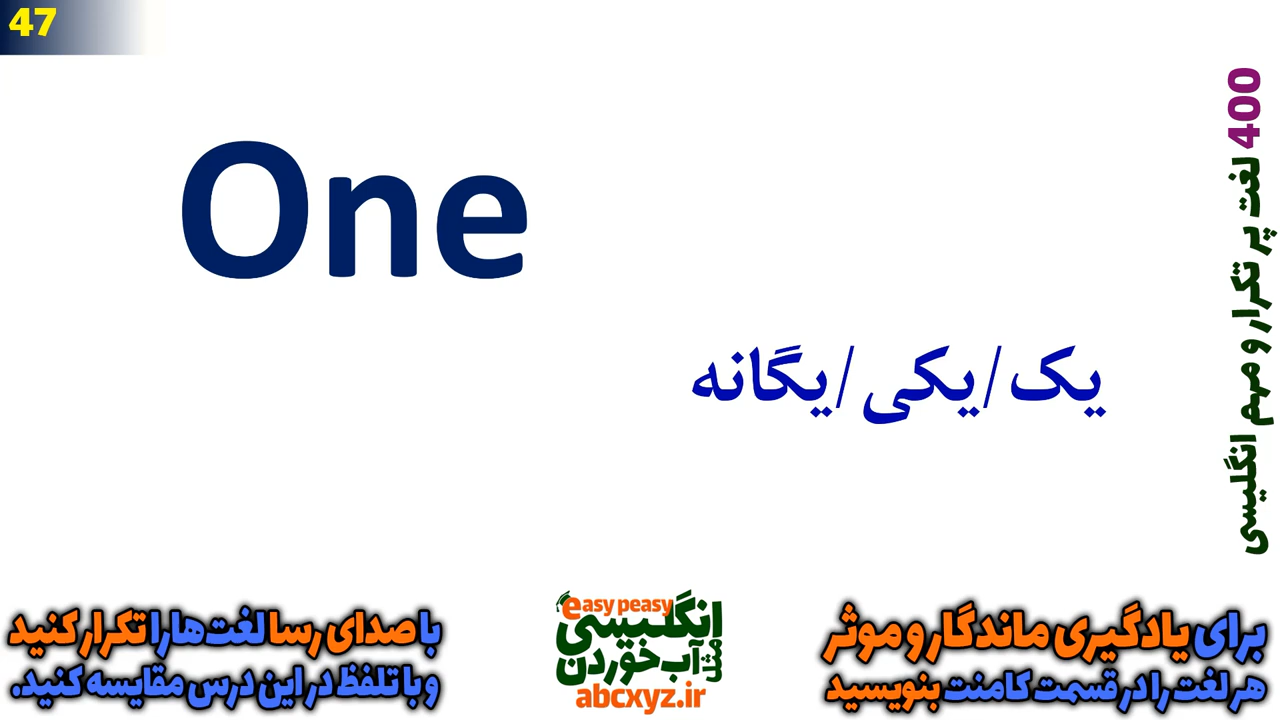 47
One
یک/یکی/یگانه
400 لغت پر تکرار و مهم انگلیسی
با صدای رسا لغت‌ها را تکرار کنید
و با تلفظ در این درس مقایسه کنید.
easy peasy
انگلیسی
مثل آب خوردن
abcxyz.ir
برای یادگیری ماندگار و موثر
هر لغت را در قسمت کامنت بنویسید